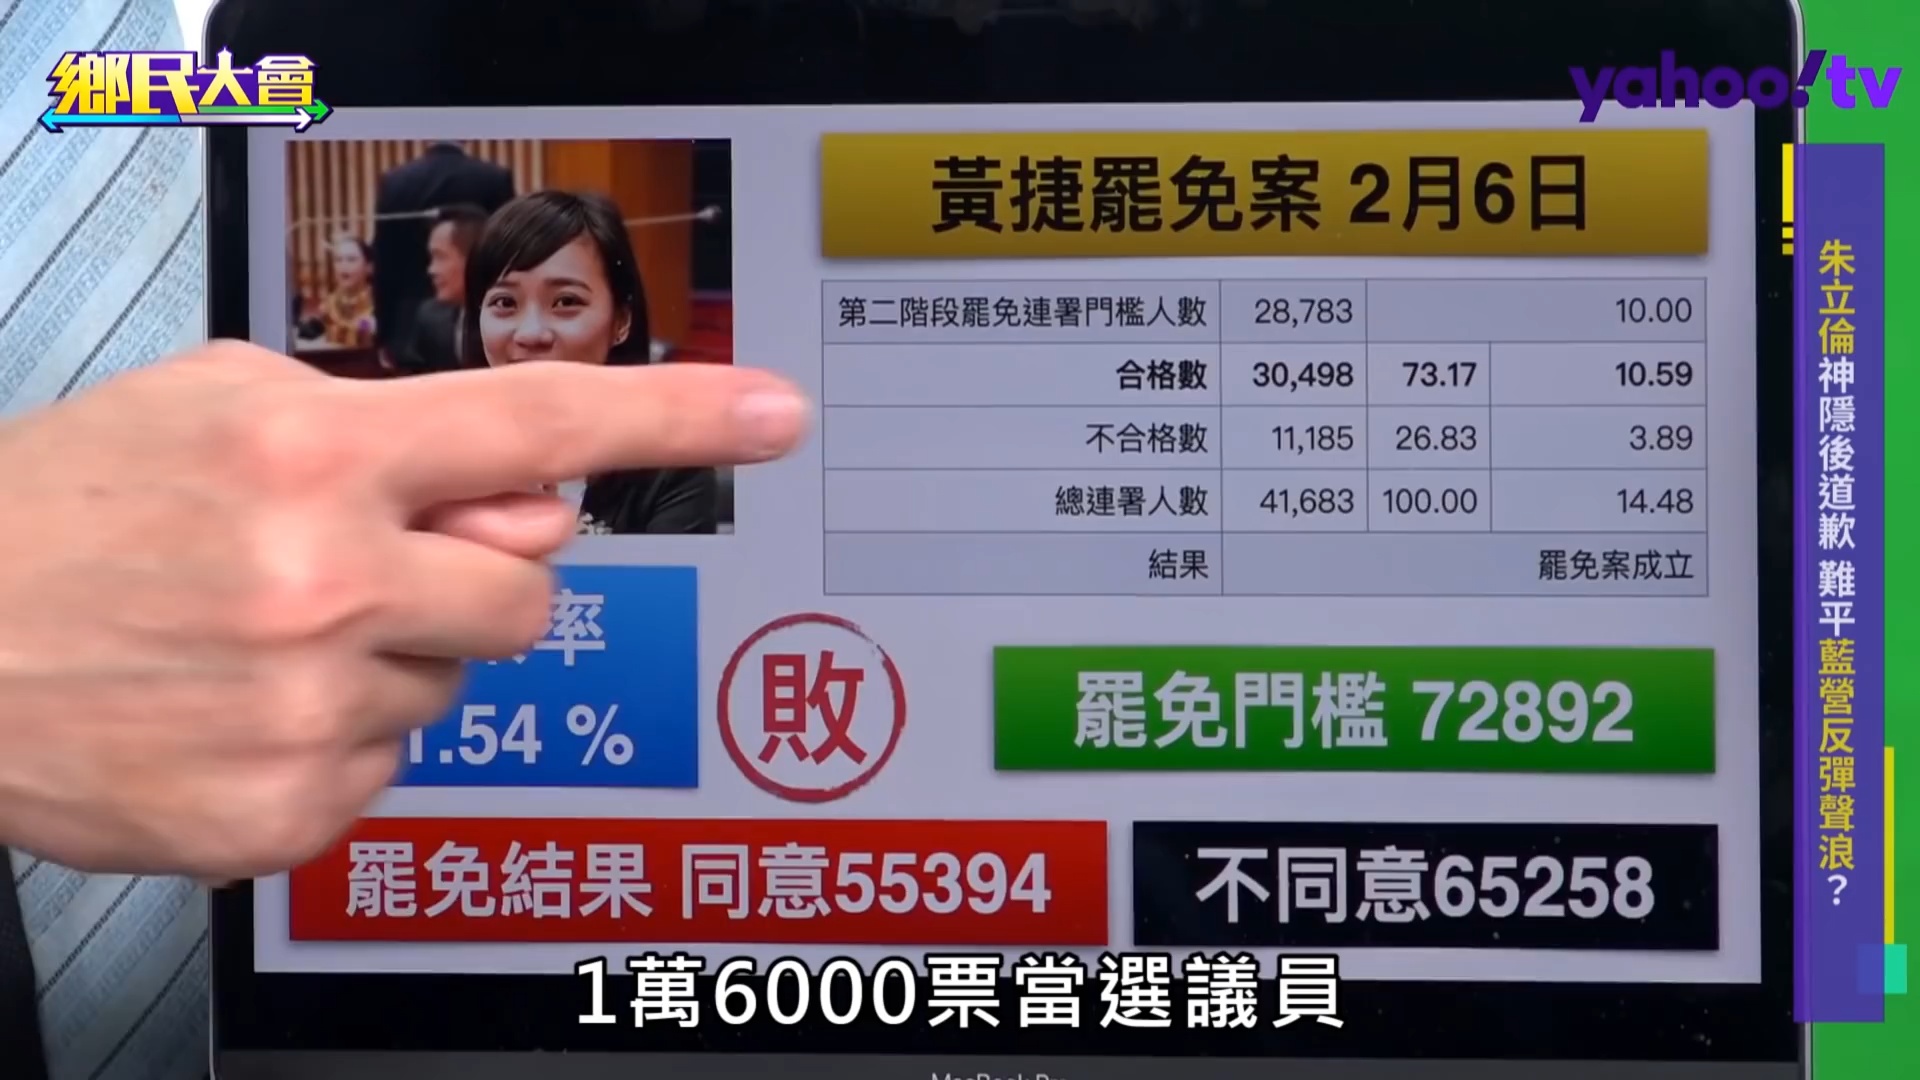 鄉民大會
yahoo!tv
黃捷罷免案 2月6日
第二階段罷免連署門檻人數 28,783 10.00
合格數 30,498 73.17 10.59
不合格數 11,185 26.83 3.89
總連署人數 41,683 100.00 14.48
結果 罷免案成立
率
.54 %
敗
罷免門檻 72892
罷免結果 同意55394
不同意65258
1萬6000票當選議員
朱立倫神隱後道歉 難平藍營反彈聲浪?